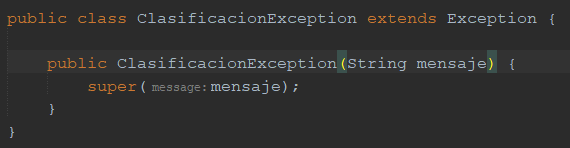 public class ClasificacionException extends Exception {
public ClasificacionException(String mensaje) {
super( message: mensaje);
}
}